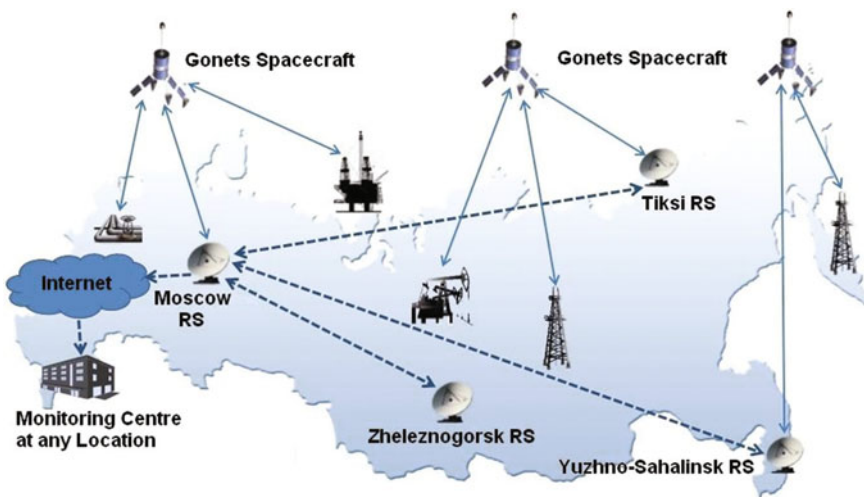 Gonets Spacecraft
Gonets Spacecraft
Tiksi RS
Internet
Moscow
RS
Monitoring Centre
at any Location
Zheleznogorsk RS
Yuzhno-Sahalinsk RS